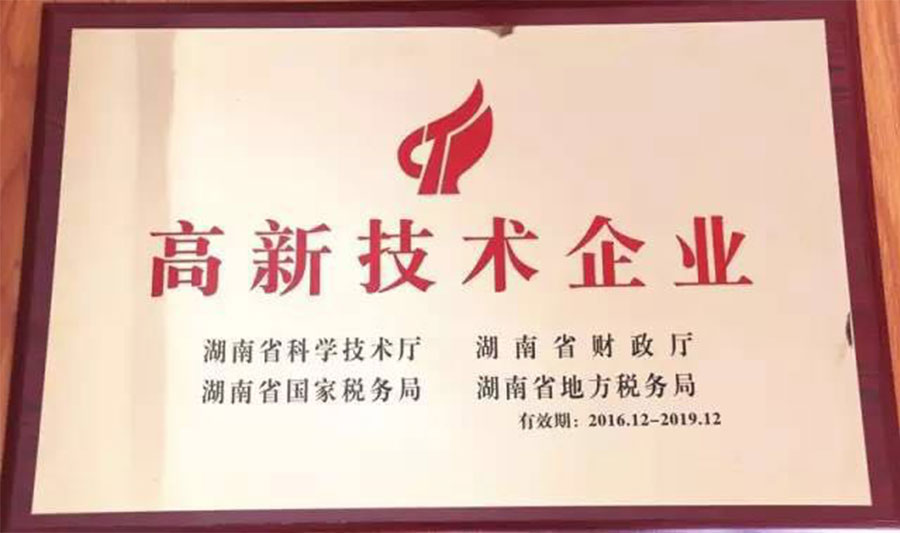 高新技术企业
湖南省科学技术厅 湖南省财政厅
湖南省国家税务局 湖南省地方税务局
有效期：2016.12-2019.12